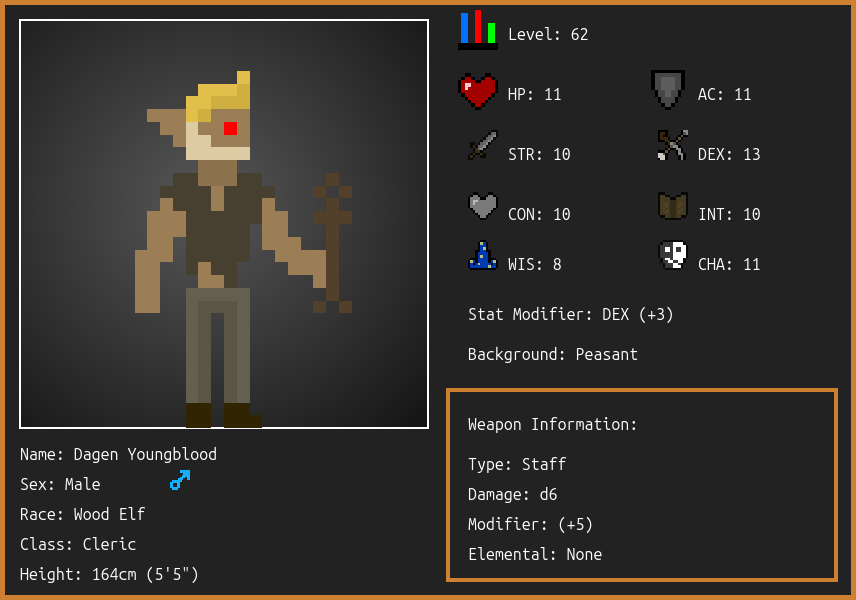 Level: 62
HP: 11
AC: 11
STR: 10
DEX: 13
CON: 10
INT: 10
WIS: 8
CHA: 11
Stat Modifier: DEX (+3)
Background: Peasant
Weapon Information:
Type: Staff
Damage: d6
Modifier: (+5)
Elemental: None
Name: Dagen Youngblood
Sex: Male
Race: Wood Elf
Class: Cleric
Height: 164cm (5'5")